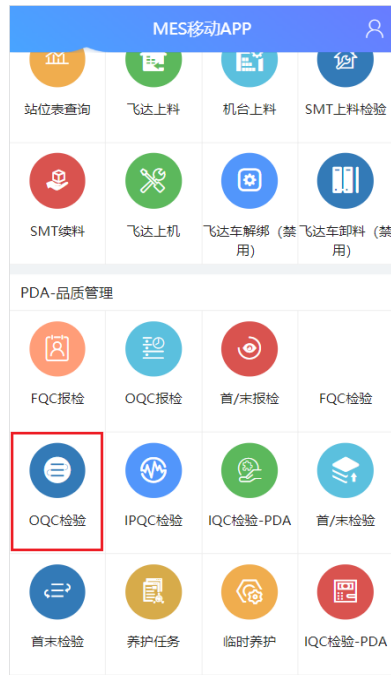 MES移动APP
站位表查询 飞达上料 机台上料 SMT上料检验
SMT续料 飞达上机 飞达车解绑（禁用） 飞达车卸料（禁用）
PDA-品质管理
FQC报检 OQC报检 首/末报检 FQC检验
OQC检验 IPQC检验 IQC检验-PDA 首/末检验
首末检验 养护任务 临时养护 IQC检验-PDA